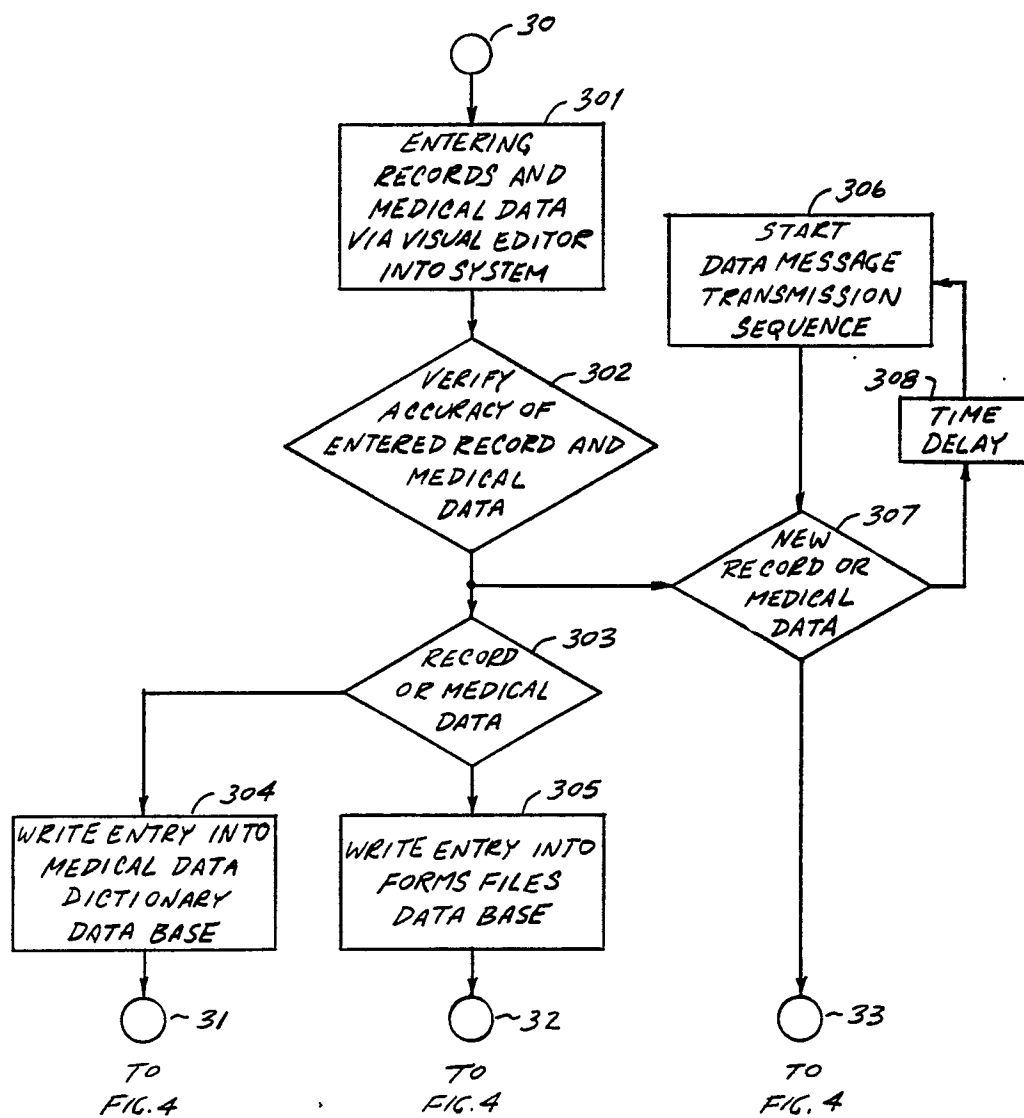 30
301
ENTERING
RECORDS AND
MEDICAL DATA
VIA VISUAL EDITOR
INTO SYSTEM
302
VERIFY
ACCURACY OF
ENTERED RECORD AND
MEDICAL
DATA
303
RECORD
OR MEDICAL
DATA
304
WRITE ENTRY INTO
MEDICAL DATA
DICTIONARY
DATA BASE
31
TO
FIG. 4
305
WRITE ENTRY INTO
FORMS FILES
DATA BASE
32
TO
FIG. 4
306
START
DATA MESSAGE
TRANSMISSION
SEQUENCE
308
TIME
DELAY
307
NEW
RECORD OR
MEDICAL
DATA
33
TO
FIG. 4